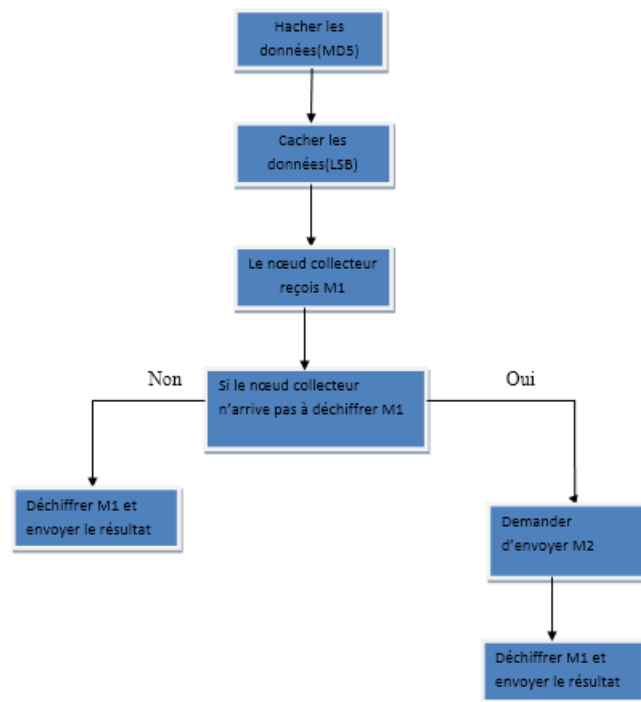 Hacher les
données(MD5)
Cacher les
données(LSB)
Le nœud collecteur
reçois M1
Non
Si le nœud collecteur
n'arrive pas à déchiffrer M1
Oui
Déchiffrer M1 et
envoyer le résultat
Demander
d'envoyer M2
Déchiffrer M1 et
envoyer le résultat